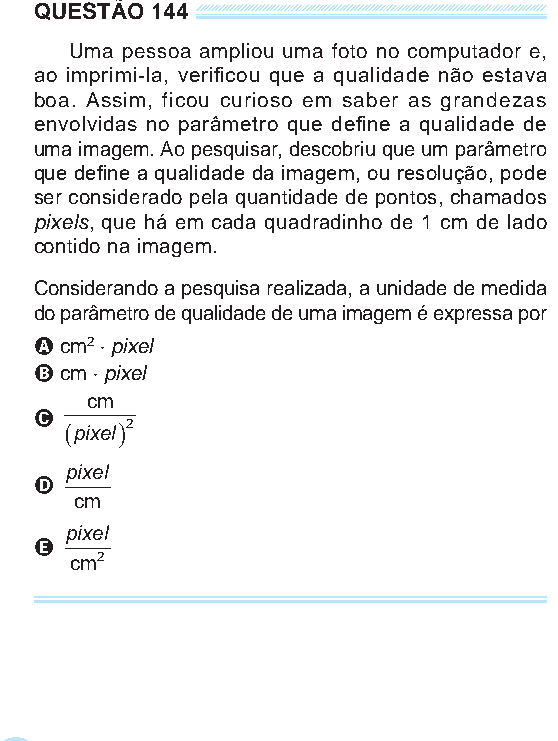 QUESTÃO 144
Uma pessoa ampliou uma foto no computador e,
ao imprimi-la, verificou que a qualidade não estava
boa. Assim, ficou curioso em saber as grandezas
envolvidas no parâmetro que define a qualidade de
uma imagem. Ao pesquisar, descobriu que um parâmetro
que define a qualidade da imagem, ou resolução, pode
ser considerado pela quantidade de pontos, chamados
pixels, que há em cada quadradinho de 1 cm de lado
contido na imagem.
Considerando a pesquisa realizada, a unidade de medida
do parâmetro de qualidade de uma imagem é expressa por
A cm² · pixel
B cm · pixel
C cm
(pixel)²
D pixel
cm
E pixel
cm²